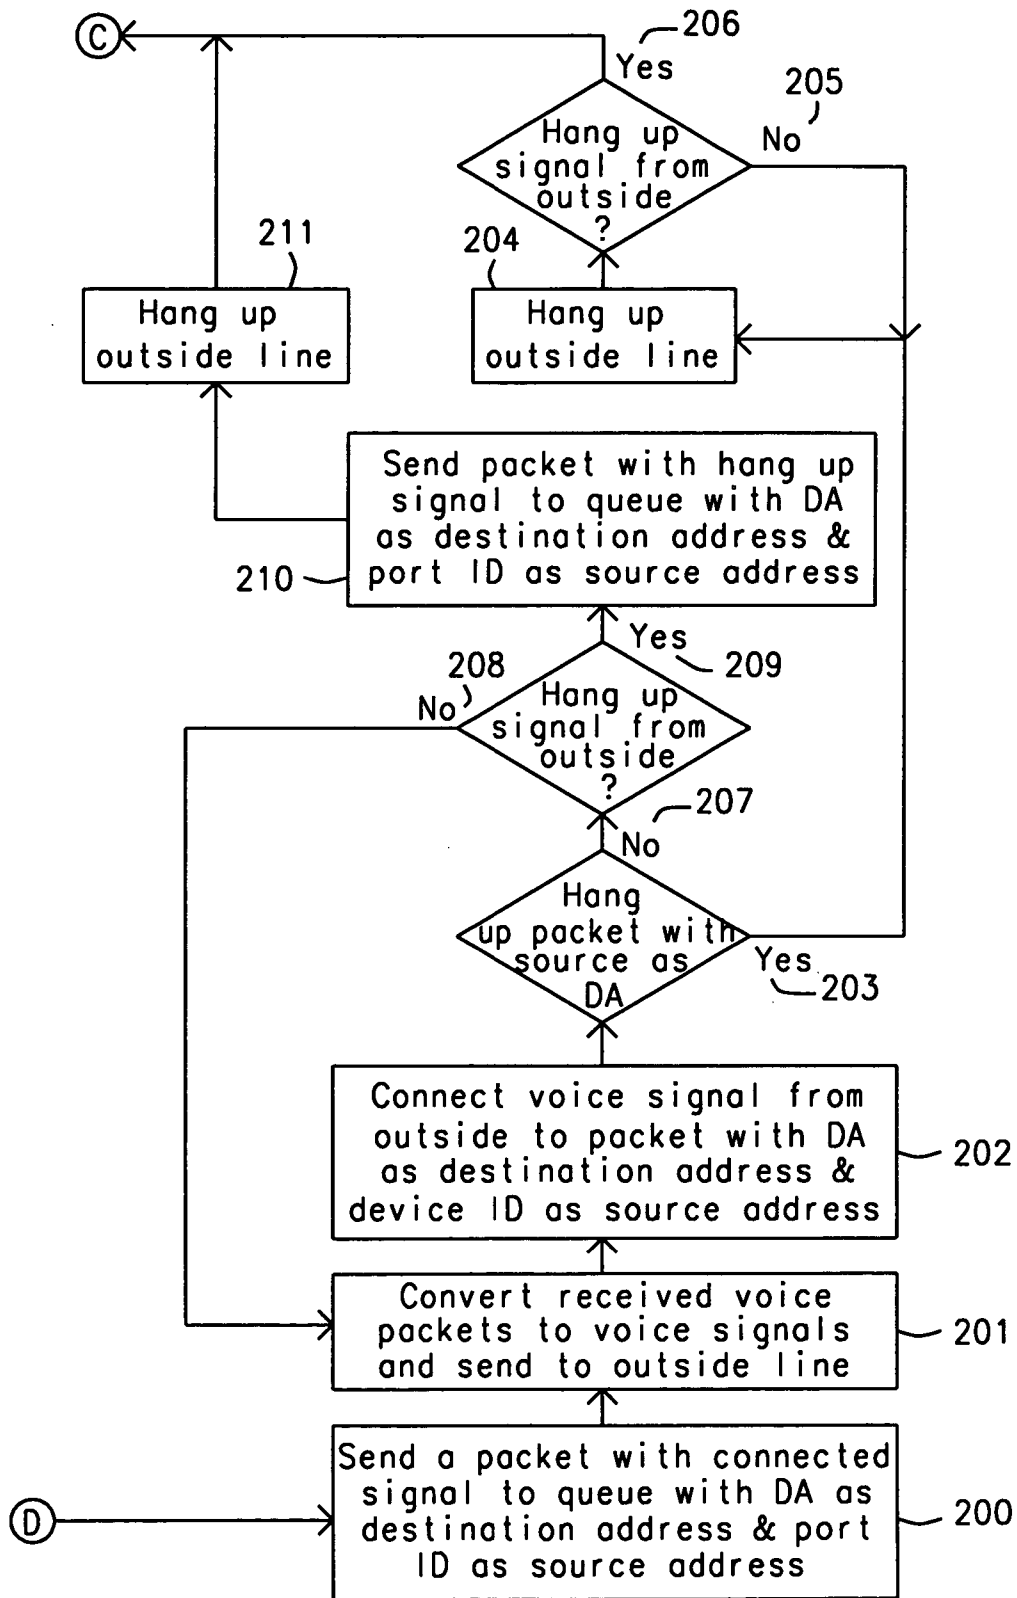 C
206
Yes
205
No
Hang up
signal from
outside
?
211
204
Hang up
outside line
Hang up
outside line
Send packet with hang up
signal to queue with DA
as destination address &
port ID as source address
210
Yes
209
208
No
Hang up
signal from
outside
?
207
No
Hang
up packet with
source as
DA
Yes
203
Connect voice signal from
outside to packet with DA
as destination address &
device ID as source address
202
Convert received voice
packets to voice signals
and send to outside line
201
Send a packet with connected
signal to queue with DA as
destination address & port
ID as source address
200
D